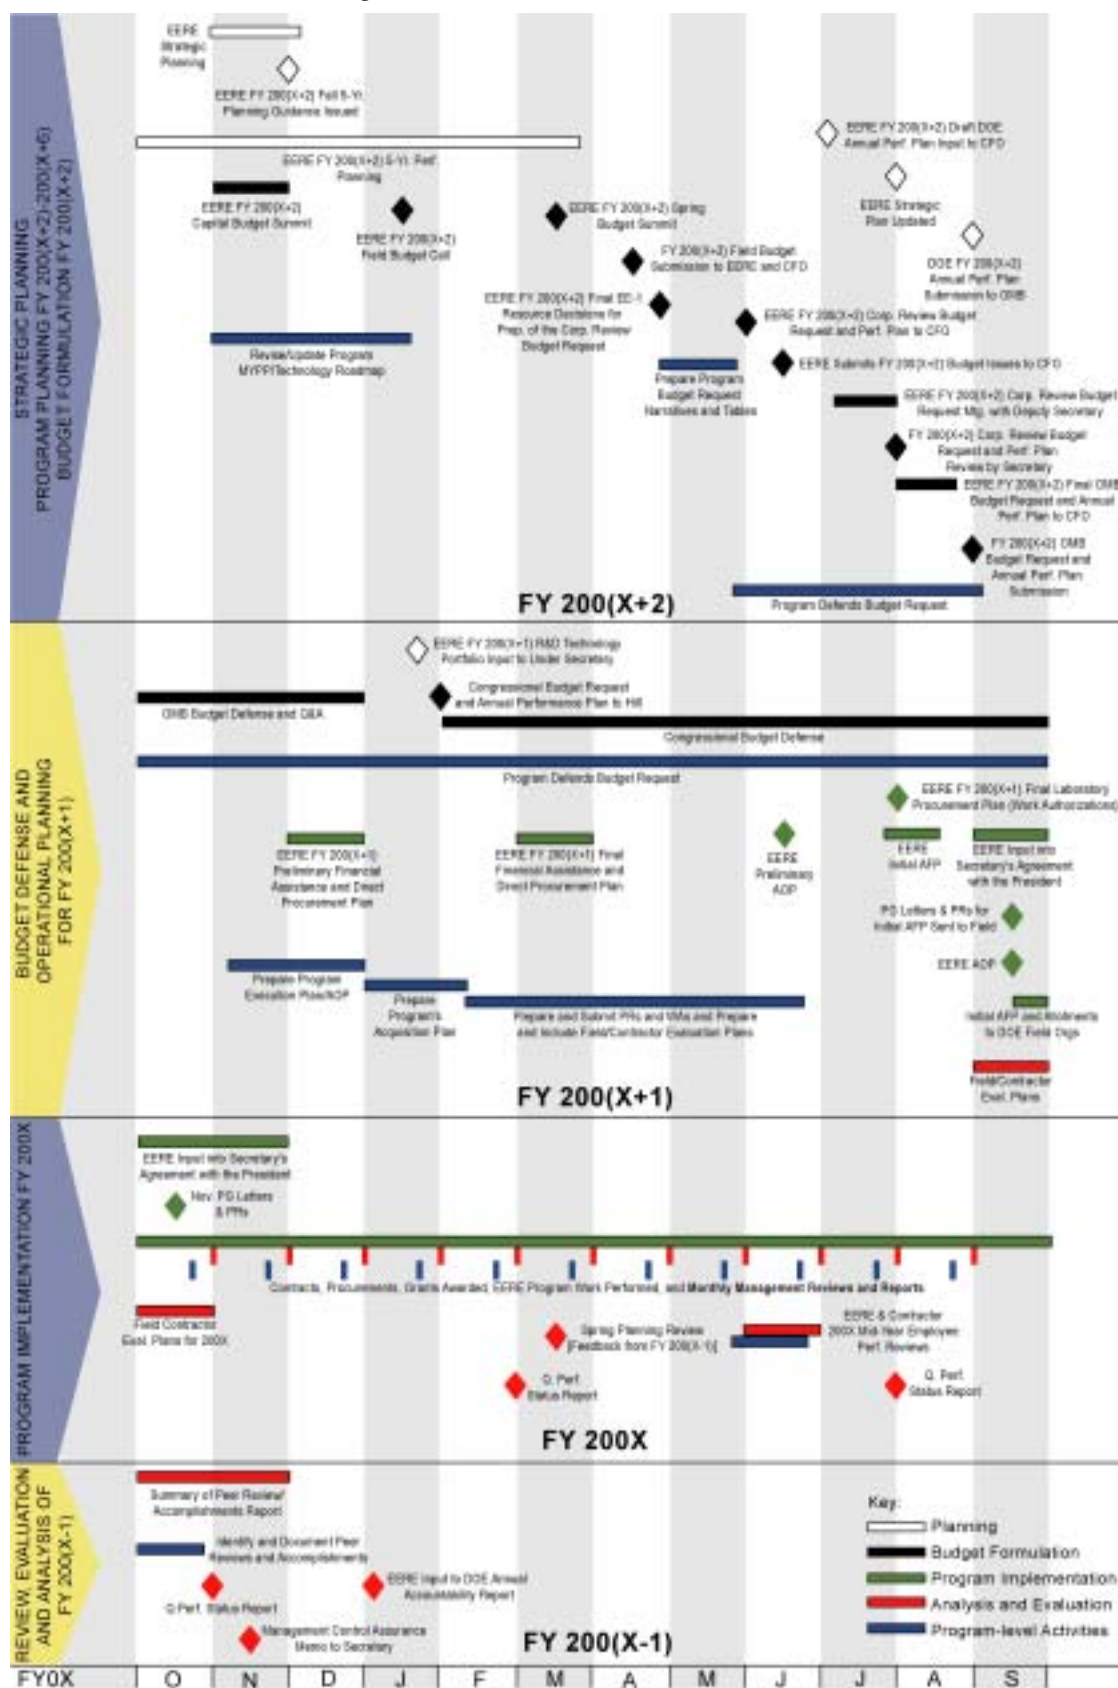 STRATEGIC PLANNING
PROGRAM PLANNING FY 200(X+2)-200(X+6)
BUDGET FORMULATION FY 200(X+2)
EERE
Strategic
Planning
EERE FY 200(X+2) Fall 5-Yr.
Planning Guidance Issued
EERE FY 200(X+2) 5-Yr. Perf.
Planning
EERE FY 200(X+2)
Capital Budget Summit
EERE FY 200(X+2)
Field Budget Call
Revise/Update Program
MYPP/Technology Roadmap
EERE FY 200(X+2) Spring
Budget Summit
FY 200(X+2) Field Budget
Submission to EERE and CFO
EERE FY 200(X+2) Final EE-1
Resource Decisions for
Prep. of the Corp. Review
Budget Request
Prepare Program
Budget Request
Narratives and Tables
EERE FY 200(X+2) Draft DOE
Annual Perf. Plan Input to CFO
EERE Strategic
Plan Updated
DOE FY 200(X+2)
Annual Perf. Plan
Submission to OMB
EERE FY 200(X+2) Corp. Review Budget
Request and Perf. Plan to CFO
EERE Submits FY 200(X+2) Budget Issues to CFO
EERE FY 200(X+2) Corp. Review Budget
Request Mtg. with Deputy Secretary
FY 200(X+2) Corp. Review Budget
Request and Perf. Plan
Review by Secretary
EERE FY 200(X+2) Final OMB
Budget Request and Annual
Perf. Plan to CFO
FY 200(X+2) OMB
Budget Request and
Annual Perf. Plan
Submission
Program Defends Budget Request
FY 200(X+2)
BUDGET DEFENSE AND
OPERATIONAL PLANNING
FOR FY 200(X+1)
EERE FY 200(X+1) R&D Technology
Portfolio Input to Under Secretary
Congressional Budget Request
and Annual Performance Plan to Hill
OMB Budget Defense and Q&A
Congressional Budget Defense
Program Defends Budget Request
EERE FY 200(X+1) Final Laboratory
Procurement Plan (Work Authorizations)
EERE FY 200(X+1)
Preliminary Financial
Assistance and Direct
Procurement Plan
EERE FY 200(X+1) Final
Financial Assistance and
Direct Procurement Plan
EERE
Preliminary
AOP
EERE
Initial AFP
EERE Input into
Secretary's Agreement
with the President
PG Letters & PRs for
Initial AFP Sent to Field
EERE AOP
Prepare Program
Execution Plan/AOP
Prepare
Program's
Acquisition Plan
Prepare and Submit PRs and WAs and Prepare
and Include Field/Contractor Evaluation Plans
Initial AFP and Allotments
to DOE Field Orgs
Field/Contractor
Eval. Plans
FY 200(X+1)
PROGRAM IMPLEMENTATION FY 200X
EERE Input into Secretary's
Agreement with the President
Nov. PG Letters
& PRs
Contracts, Procurements, Grants Awarded, EERE Program Work Performed, and Monthly Management Reviews and Reports
Field Contractor
Eval. Plans for 200X
Spring Planning Review
[Feedback from FY 200(X-1)]
EERE & Contractor
200X Mid-Year Employee
Perf. Reviews
Q. Perf.
Status Report
Q. Perf.
Status Report
FY 200X
REVIEW, EVALUATION
AND ANALYSIS OF
FY 200(X-1)
Summary of Peer Review/
Accomplishments Report
Identify and Document Peer
Reviews and Accomplishments
Q Perf. Status Report
EERE Input to DOE Annual
Accountability Report
Management Control Assurance
Memo to Secretary
FY 200(X-1)
Key:
Planning
Budget Formulation
Program Implementation
Analysis and Evaluation
Program-level Activities
FY0X O N D J F M A M J J A S